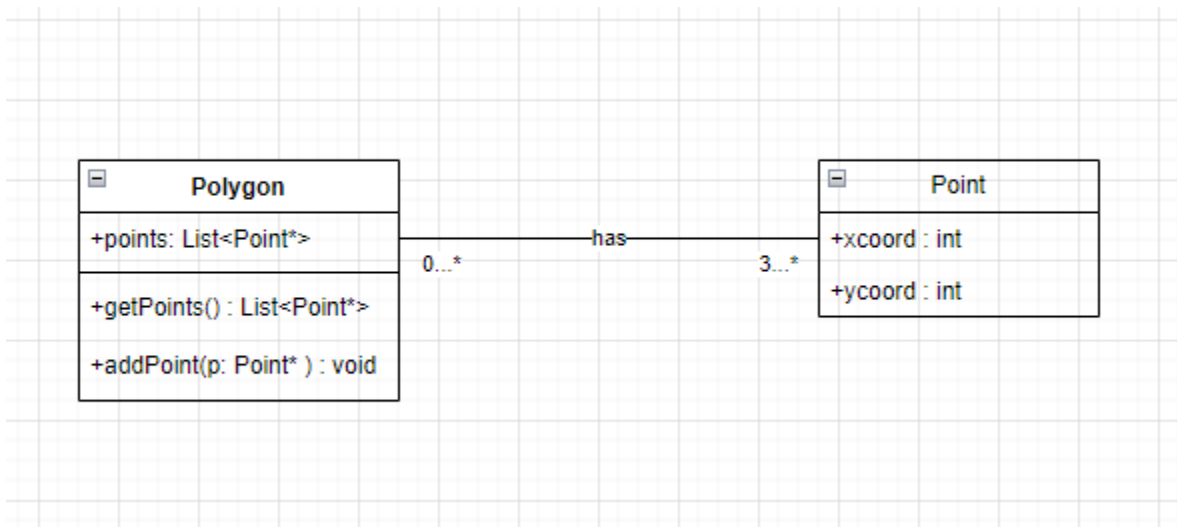 Polygon
+points: List<Point*>
+getPoints() : List<Point*>
+addPoint(p: Point* ) : void
0...*
has
3...*
Point
+xcoord : int
+ycoord : int